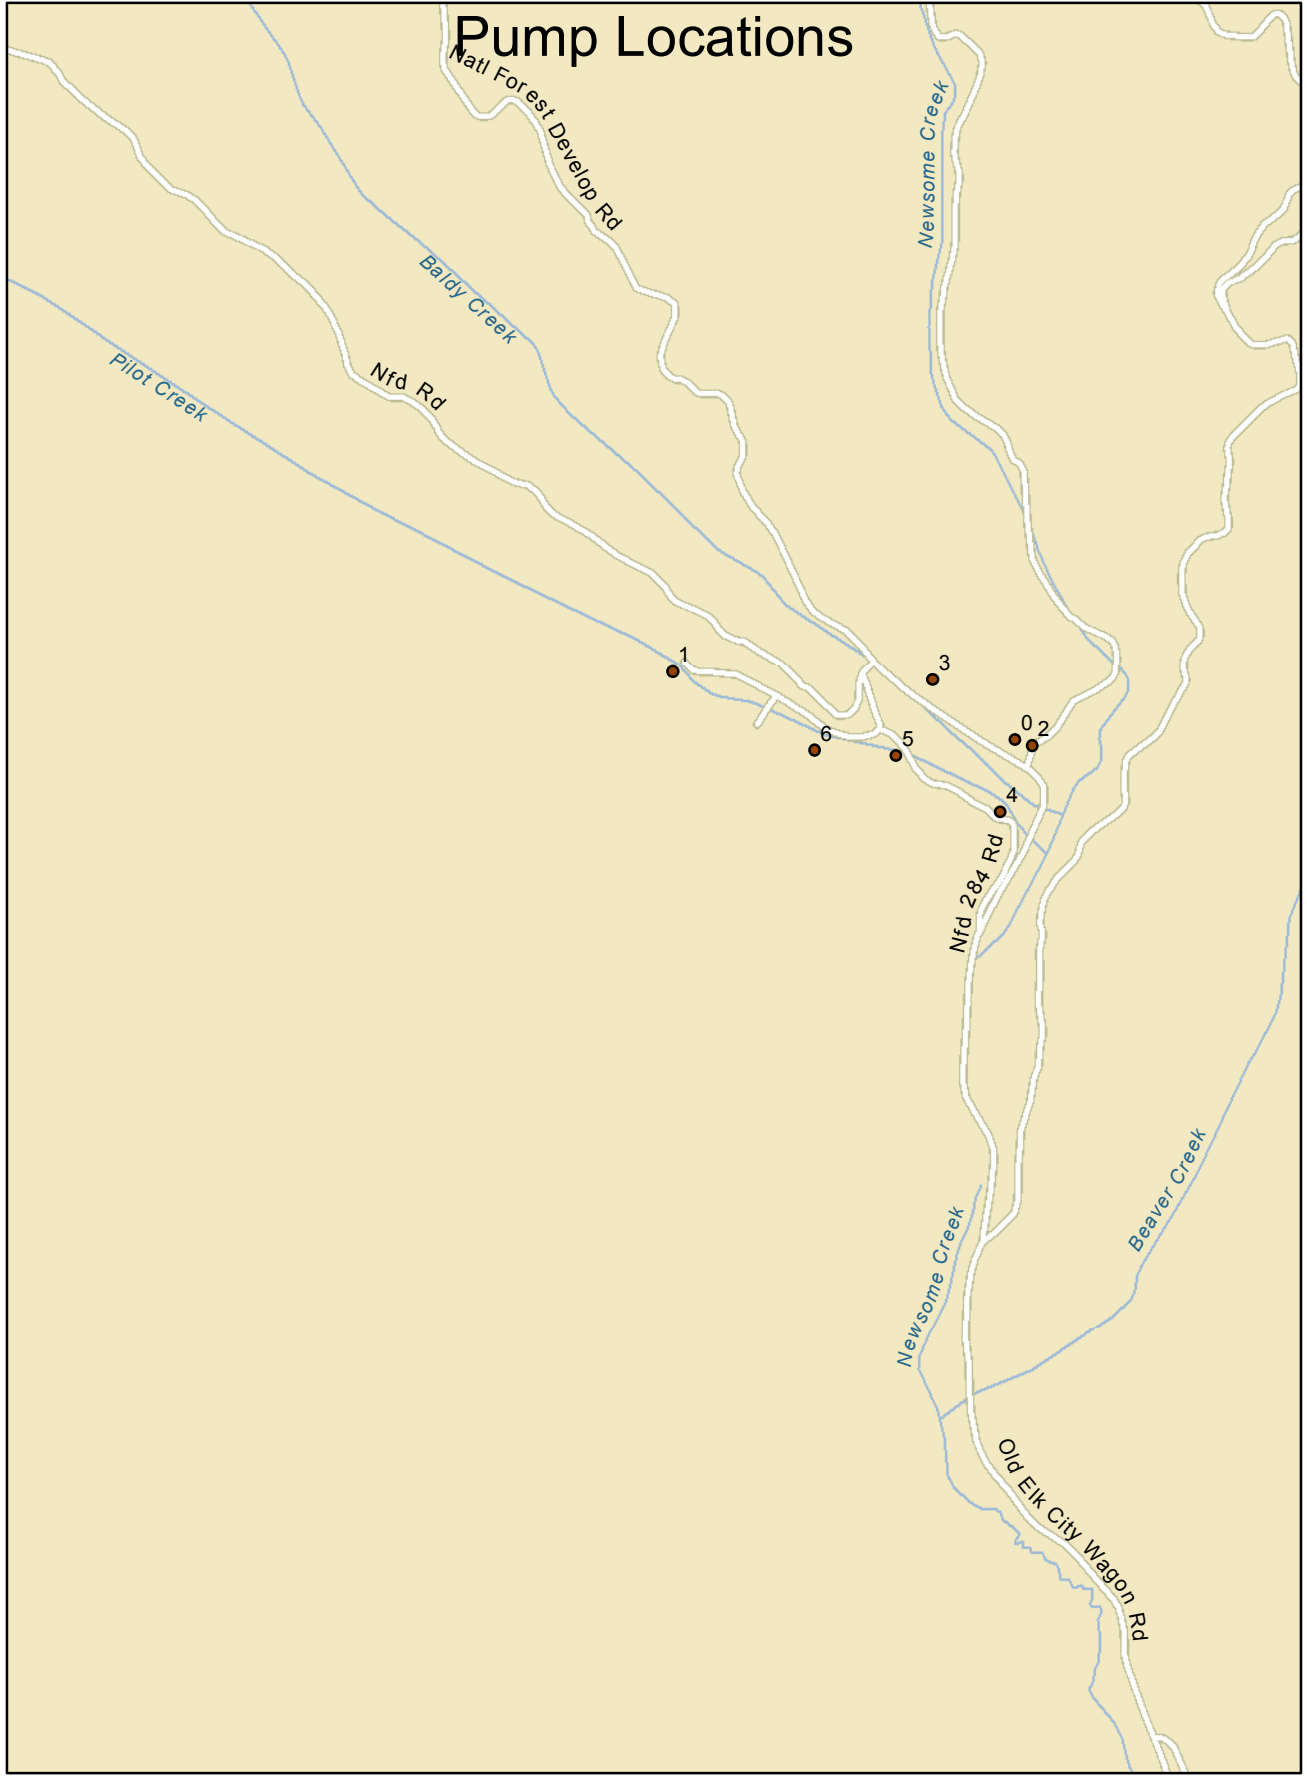 Pump Locations
Natl Forest Develop Rd
Newsome Creek
Baldy Creek
Pilot Creek
Nfd Rd
1
3
0
2
6
5
4
Nfd 284 Rd
Beaver Creek
Newsome Creek
Old Elk City Wagon Rd